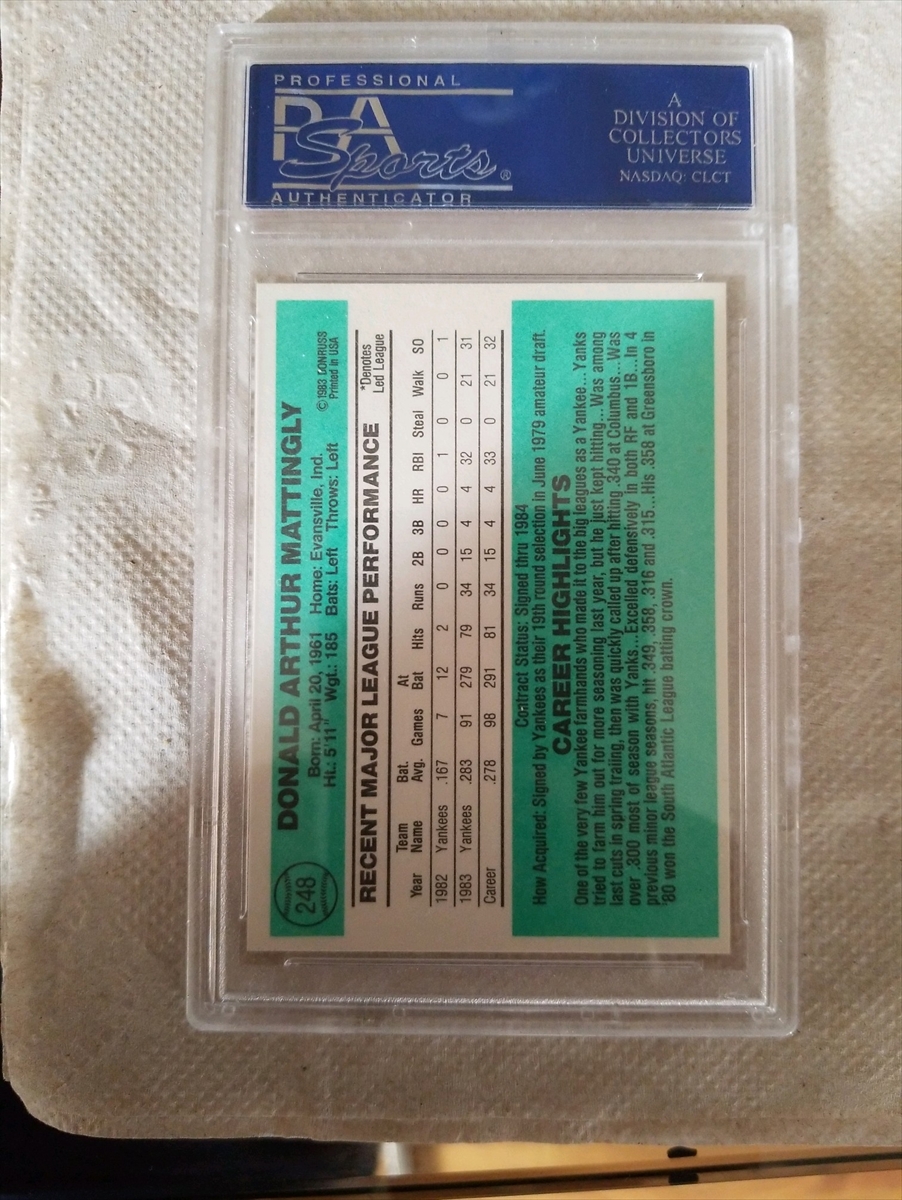 PROFESSIONAL
PSA
Sports®
AUTHENTICATOR
A
DIVISION OF
COLLECTORS
UNIVERSE
NASDAQ: CLCT
248
DONALD ARTHUR MATTINGLY
Born: April 20, 1961 Home: Evansville, Ind.
Ht.: 5'11" Wgt.: 185 Bats: Left Throws: Left
©1983 DONRUSS
Printed in USA
RECENT MAJOR LEAGUE PERFORMANCE
*Denotes
Led League
Year Team Name Bat. Avg. Games At Bat Hits Runs 2B 3B HR RBI Steal Walk SO
1982 Yankees .167 7 12 2 0 0 0 0 1 0 0 1
1983 Yankees .283 91 279 79 34 15 4 4 32 0 21 31
Career .278 98 291 81 34 15 4 4 33 0 21 32
Contract Status: Signed thru 1984
How Acquired: Signed by Yankees as their 19th round selection in June 1979 amateur draft.
CAREER HIGHLIGHTS
One of the very few Yankee farmhands who made it to the big leagues as a Yankee... Yanks
tried to farm him out for more seasoning last year, but he just kept hitting... Was among
last cuts in spring traiing, then was quickly called up after hitting .340 at Columbus... Was
over .300 most of season with Yanks... Excelled defensively in both RF and 1B... In 4
previous minor league seasons, hit .349, .358, .316 and .315... His .358 at Greensboro in
'80 won the South Atlantic League batting crown.